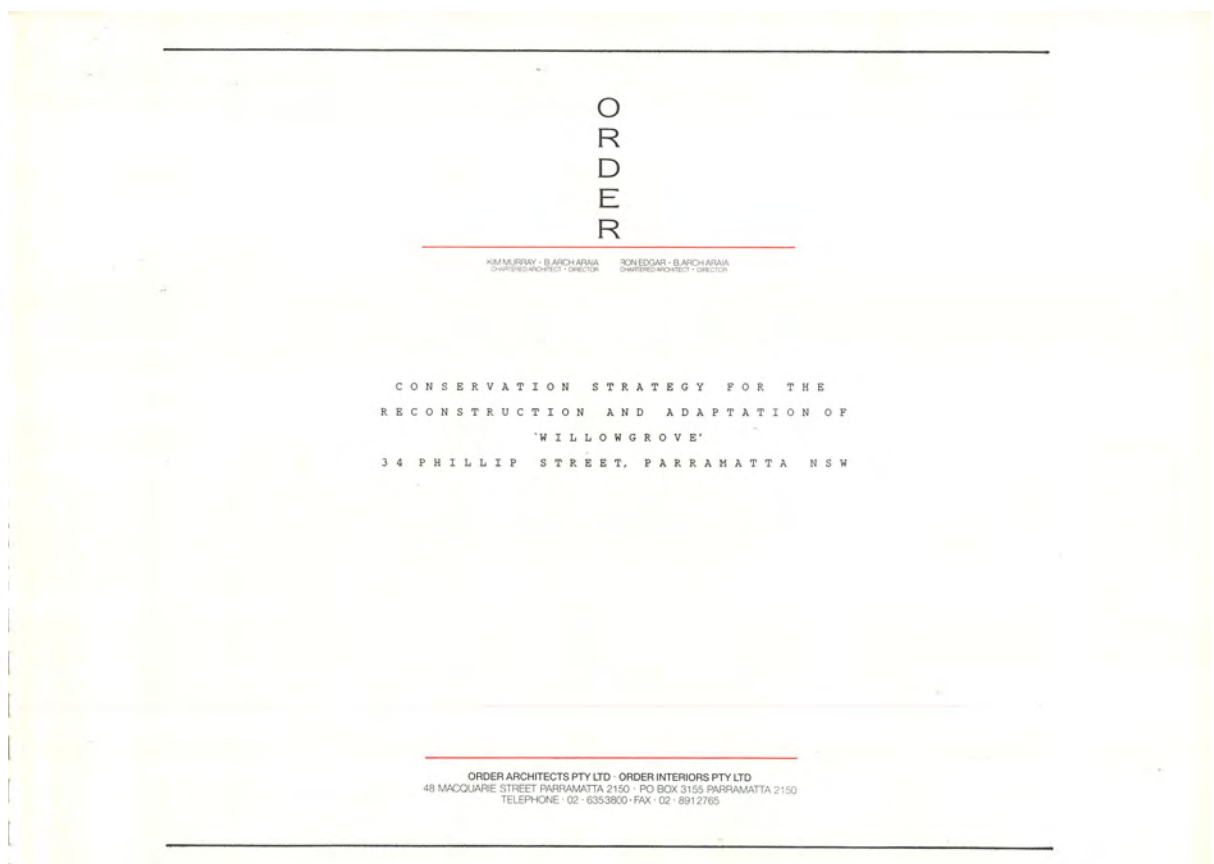 O
R
D
E
R
KIM MURRAY · B.ARCH ARAIA RON EDGAR · B.ARCH ARAIA
CHARTERED ARCHITECT · DIRECTOR CHARTERED ARCHITECT · DIRECTOR
CONSERVATION STRATEGY FOR THE
RECONSTRUCTION AND ADAPTATION OF
'WILLOWGROVE'
34 PHILLIP STREET, PARRAMATTA NSW
ORDER ARCHITECTS PTY LTD · ORDER INTERIORS PTY LTD
48 MACQUARIE STREET PARRAMATTA 2150 · PO BOX 3155 PARRAMATTA 2150
TELEPHONE · 02 · 6353800 · FAX · 02 · 8912765